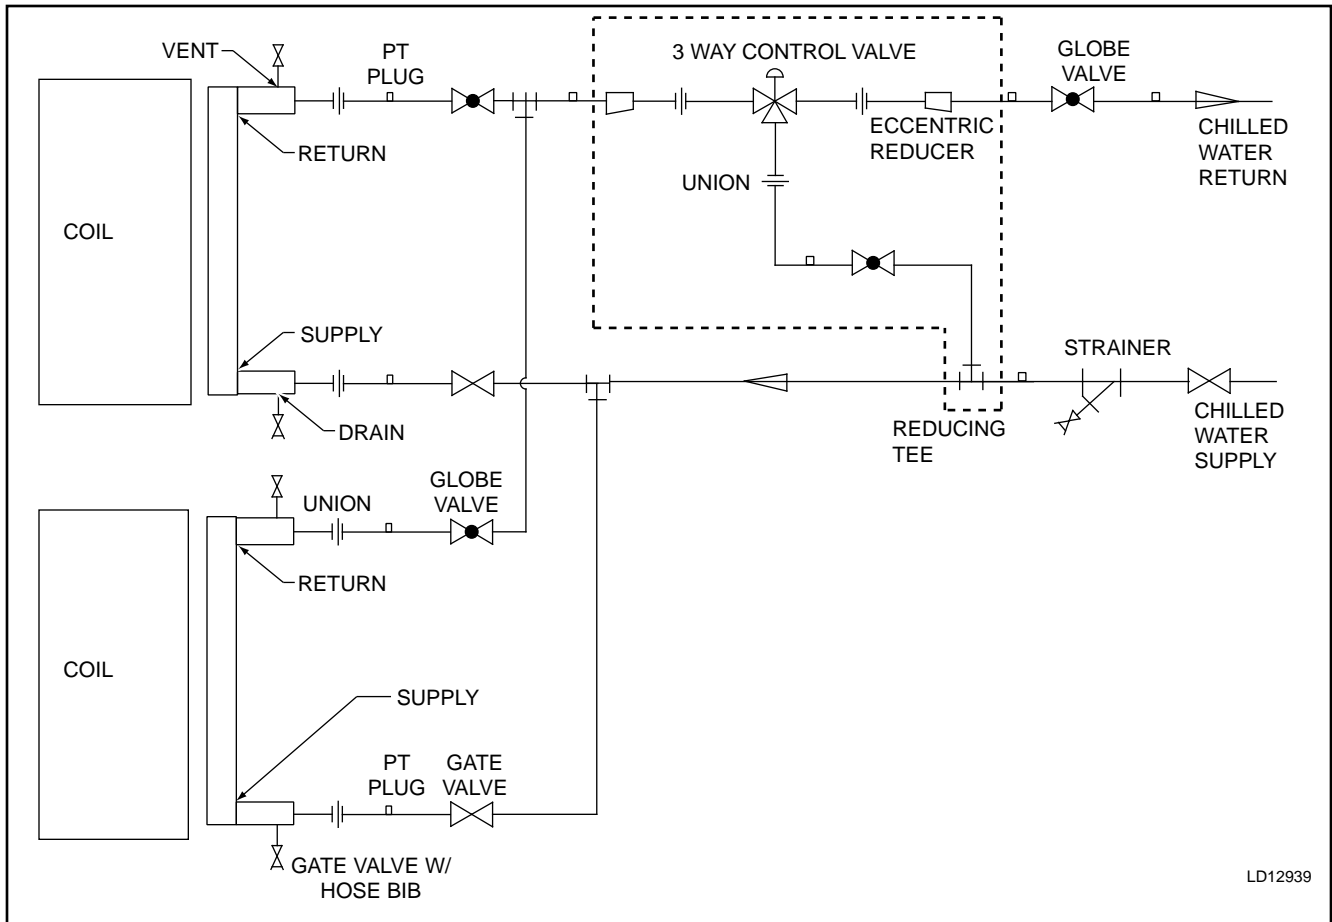 VENT
PT
PLUG
3 WAY CONTROL VALVE
GLOBE
VALVE
RETURN
ECCENTRIC
REDUCER
CHILLED
WATER
RETURN
UNION
COIL
SUPPLY
STRAINER
DRAIN
REDUCING
TEE
CHILLED
WATER
SUPPLY
UNION
GLOBE
VALVE
RETURN
COIL
SUPPLY
PT
PLUG
GATE
VALVE
GATE VALVE W/
HOSE BIB
LD12939